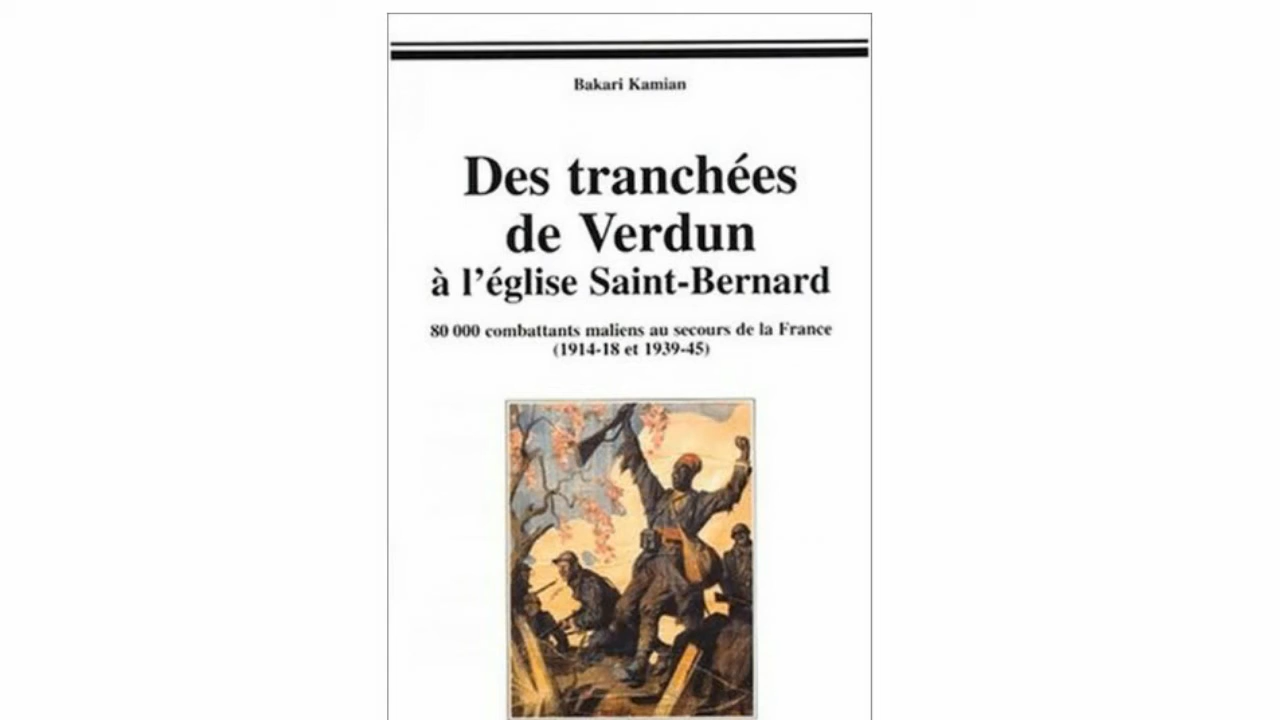 Bakari Kamian
Des tranchées
de Verdun
à l'église Saint-Bernard
80 000 combattants maliens au secours de la France
(1914-18 et 1939-45)